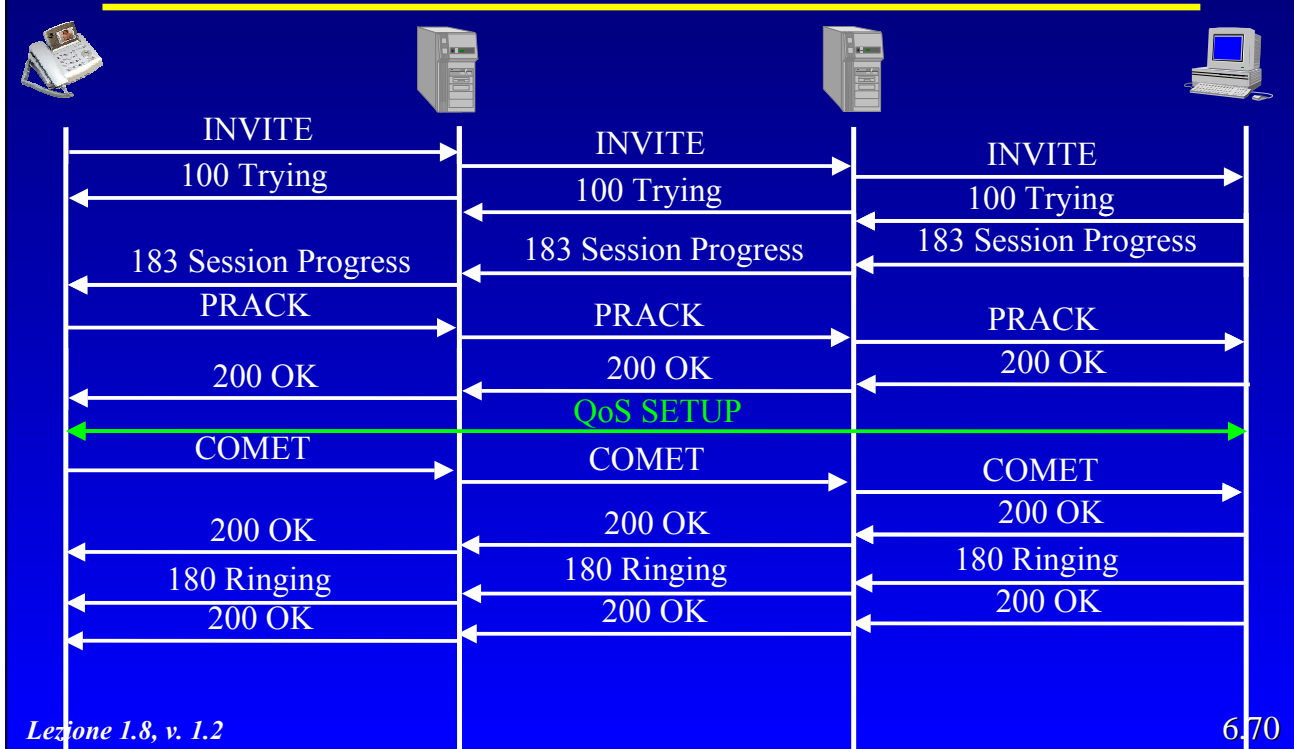 INVITE
INVITE
INVITE
100 Trying
100 Trying
100 Trying
183 Session Progress
183 Session Progress
183 Session Progress
PRACK
PRACK
PRACK
200 OK
200 OK
200 OK
QoS SETUP
COMET
COMET
COMET
200 OK
200 OK
200 OK
180 Ringing
180 Ringing
180 Ringing
200 OK
200 OK
200 OK
Lezione 1.8, v. 1.2
6.70